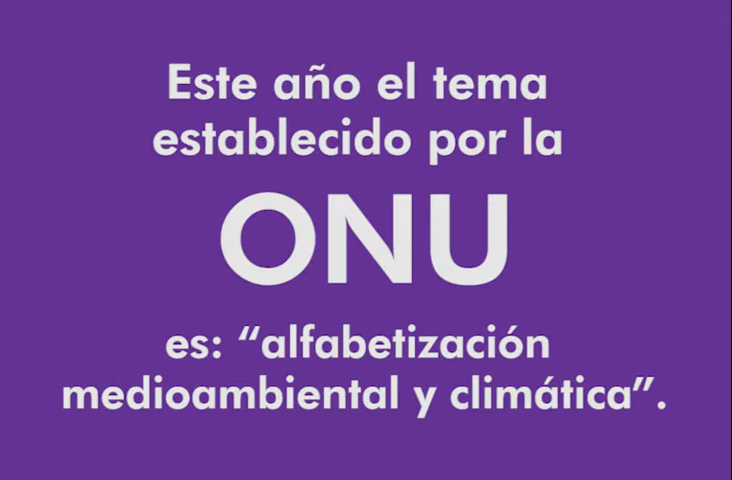 Este año el tema
establecido por la
ONU
es: “alfabetización
medioambiental y climática”.